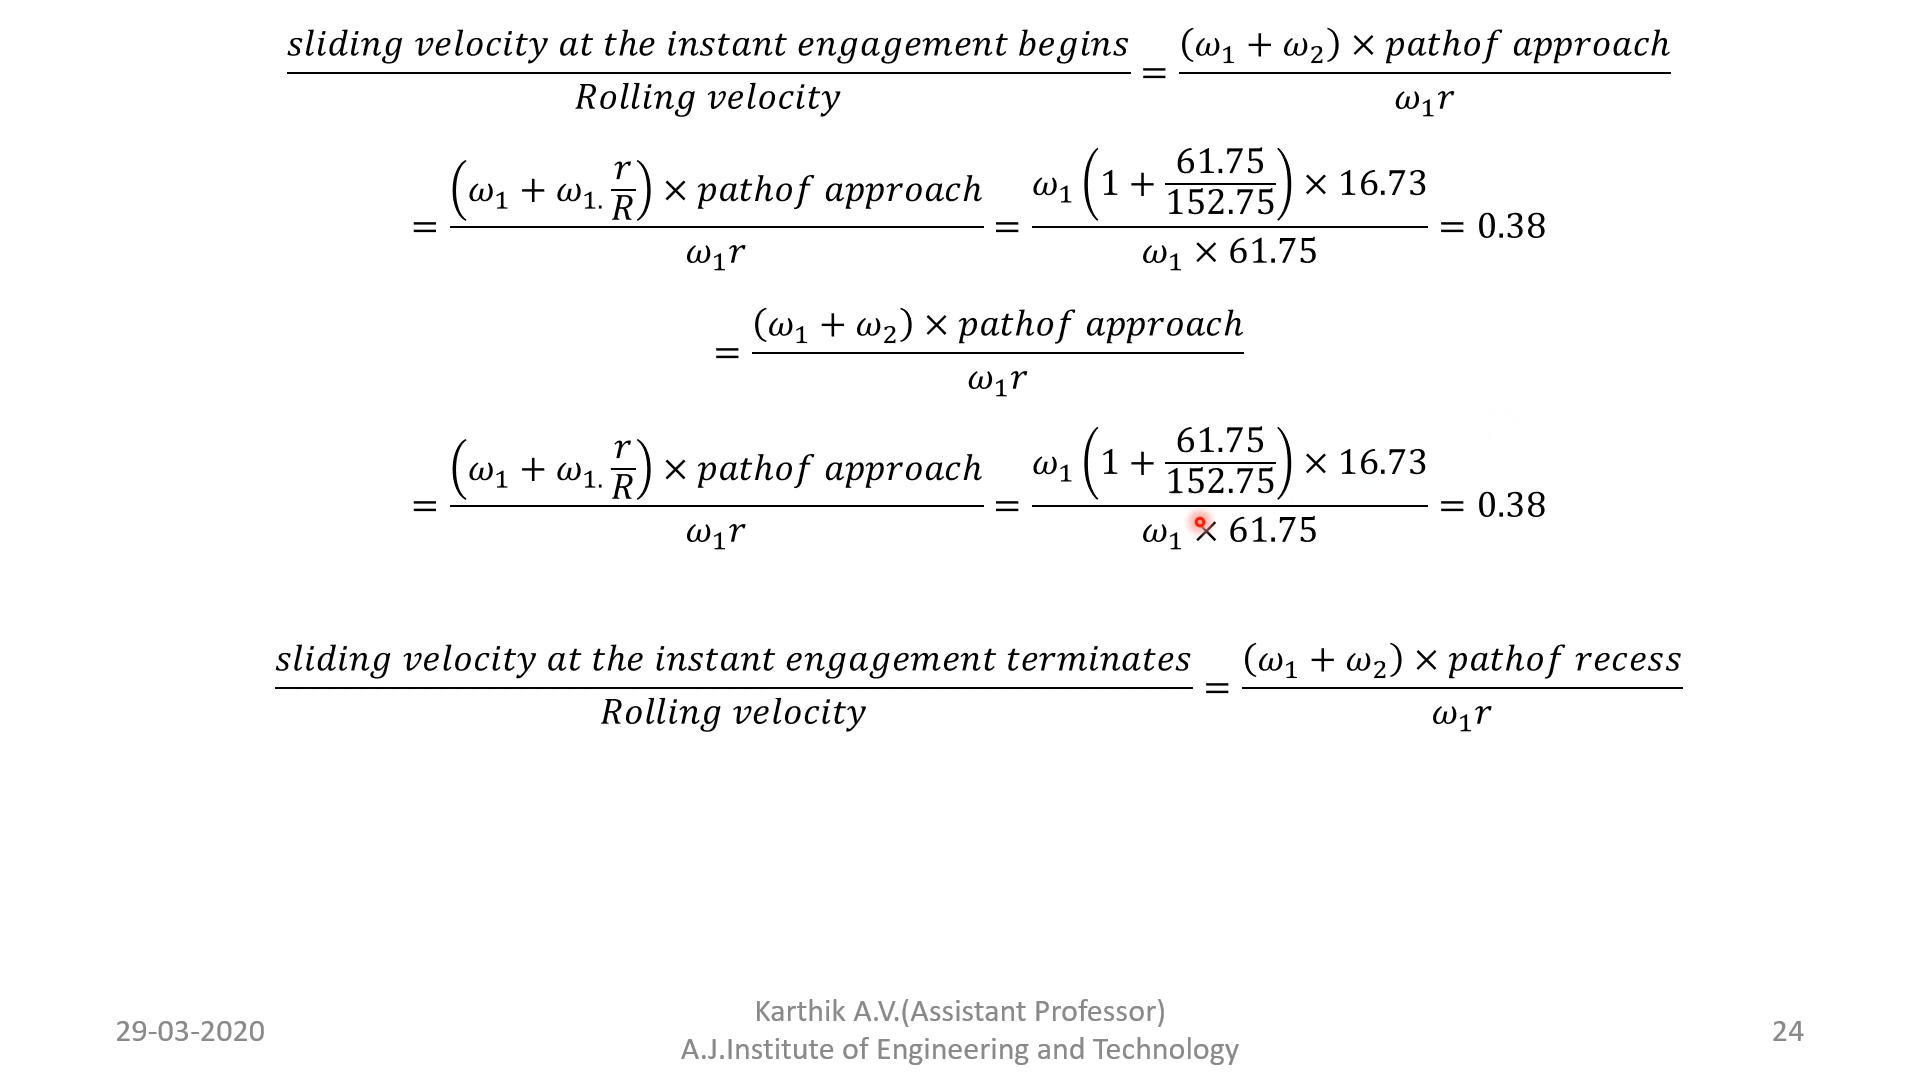 sliding velocity at the instant engagement begins / Rolling velocity = (ω₁ + ω₂) × pathof approach / ω₁r
= (ω₁ + ω₁. r/R) × pathof approach / ω₁r = ω₁ (1 + 61.75/152.75) × 16.73 / ω₁ × 61.75 = 0.38
= (ω₁ + ω₂) × pathof approach / ω₁r
= (ω₁ + ω₁. r/R) × pathof approach / ω₁r = ω₁ (1 + 61.75/152.75) × 16.73 / ω₁ × 61.75 = 0.38
sliding velocity at the instant engagement terminates / Rolling velocity = (ω₁ + ω₂) × pathof recess / ω₁r
29-03-2020
Karthik A.V.(Assistant Professor)
A.J.Institute of Engineering and Technology
24